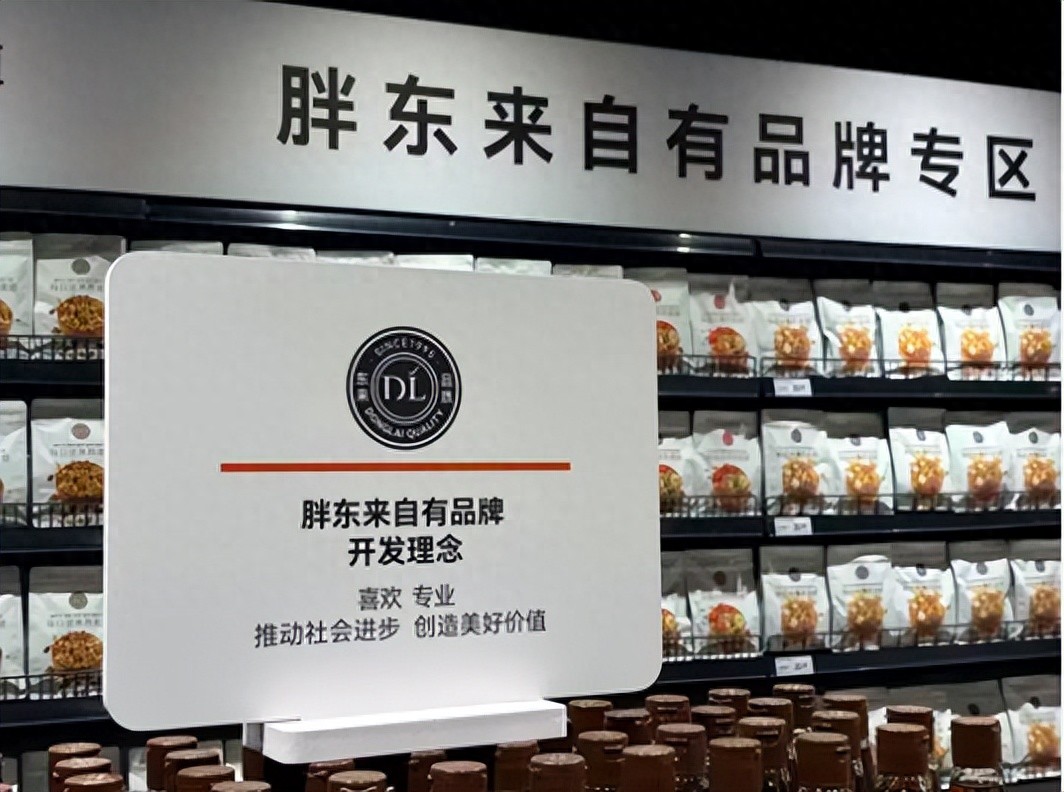 胖东来自有品牌专区
SINCE 1995
DL
DONGLAI QUALITY
胖东来自有品牌
开发理念
喜欢 专业
推动社会进步 创造美好价值